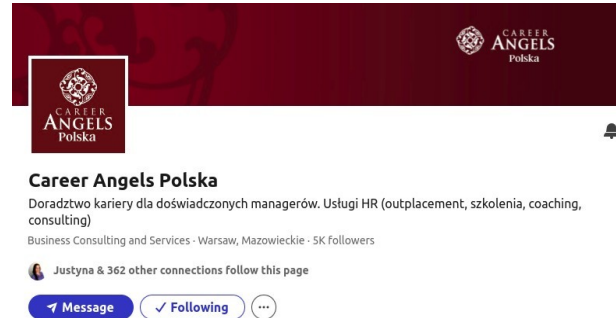 CAREER
ANGELS
Polska
CAREER
ANGELS
Polska
Career Angels Polska
Doradztwo kariery dla doświadczonych managerów. Usługi HR (outplacement, szkolenia, coaching,
consulting)
Business Consulting and Services · Warsaw, Mazowieckie · 5K followers
Justyna & 362 other connections follow this page
Message
Following